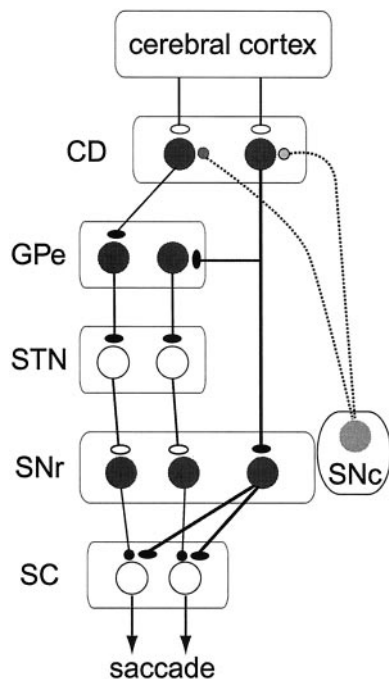 cerebral cortex
CD
GPe
STN
SNr
SNc
SC
saccade